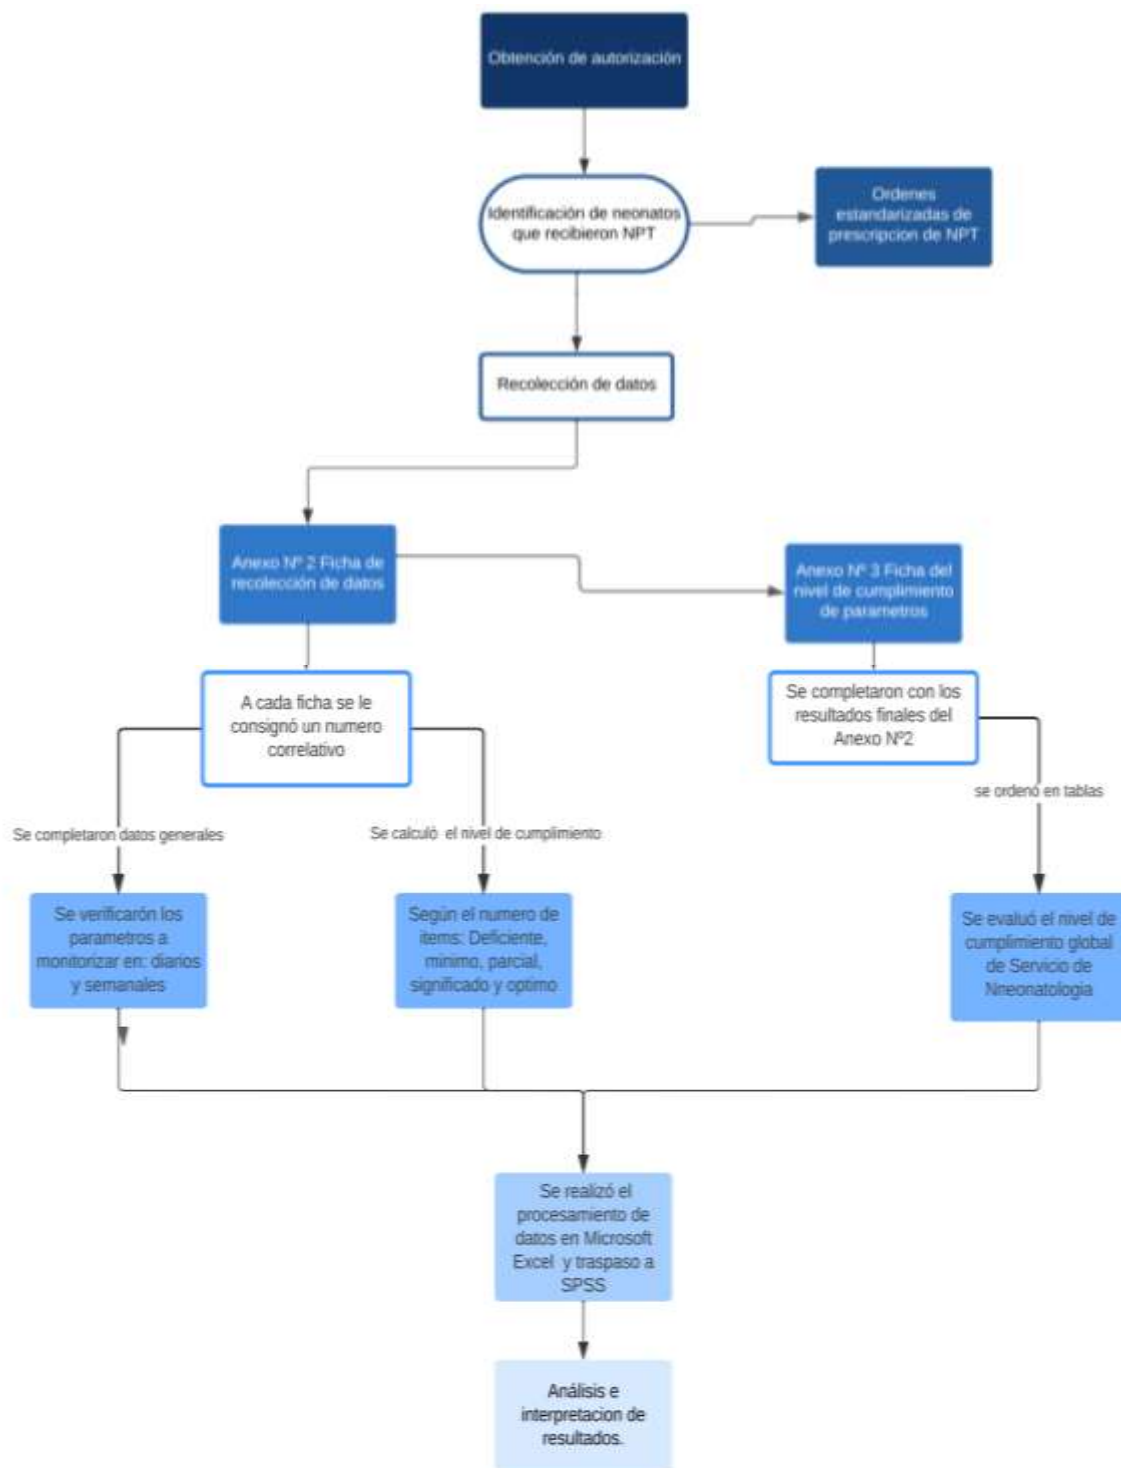 Obtención de autorización
Identificación de neonatos
que recibieron NPT
Ordenes
estandarizadas de
prescripcion de NPT
Recolección de datos
Anexo Nº 2 Ficha de
recolección de datos
Anexo Nº 3 Ficha del
nivel de cumplimiento
de parametros
A cada ficha se le
consignó un numero
correlativo
Se completaron con los
resultados finales del
Anexo Nº2
se ordenó en tablas
Se completaron datos generales
Se calculó el nivel de cumplimiento
Se verificarón los
parametros a
monitorizar en: diarios
y semanales
Según el numero de
items: Deficiente,
minimo, parcial,
significado y optimo
Se evaluó el nivel de
cumplimiento global
de Servicio de
Nneonatologia
Se realizó el
procesamiento de
datos en Microsoft
Excel y traspaso a
SPSS
Análisis e
interpretacion de
resultados.